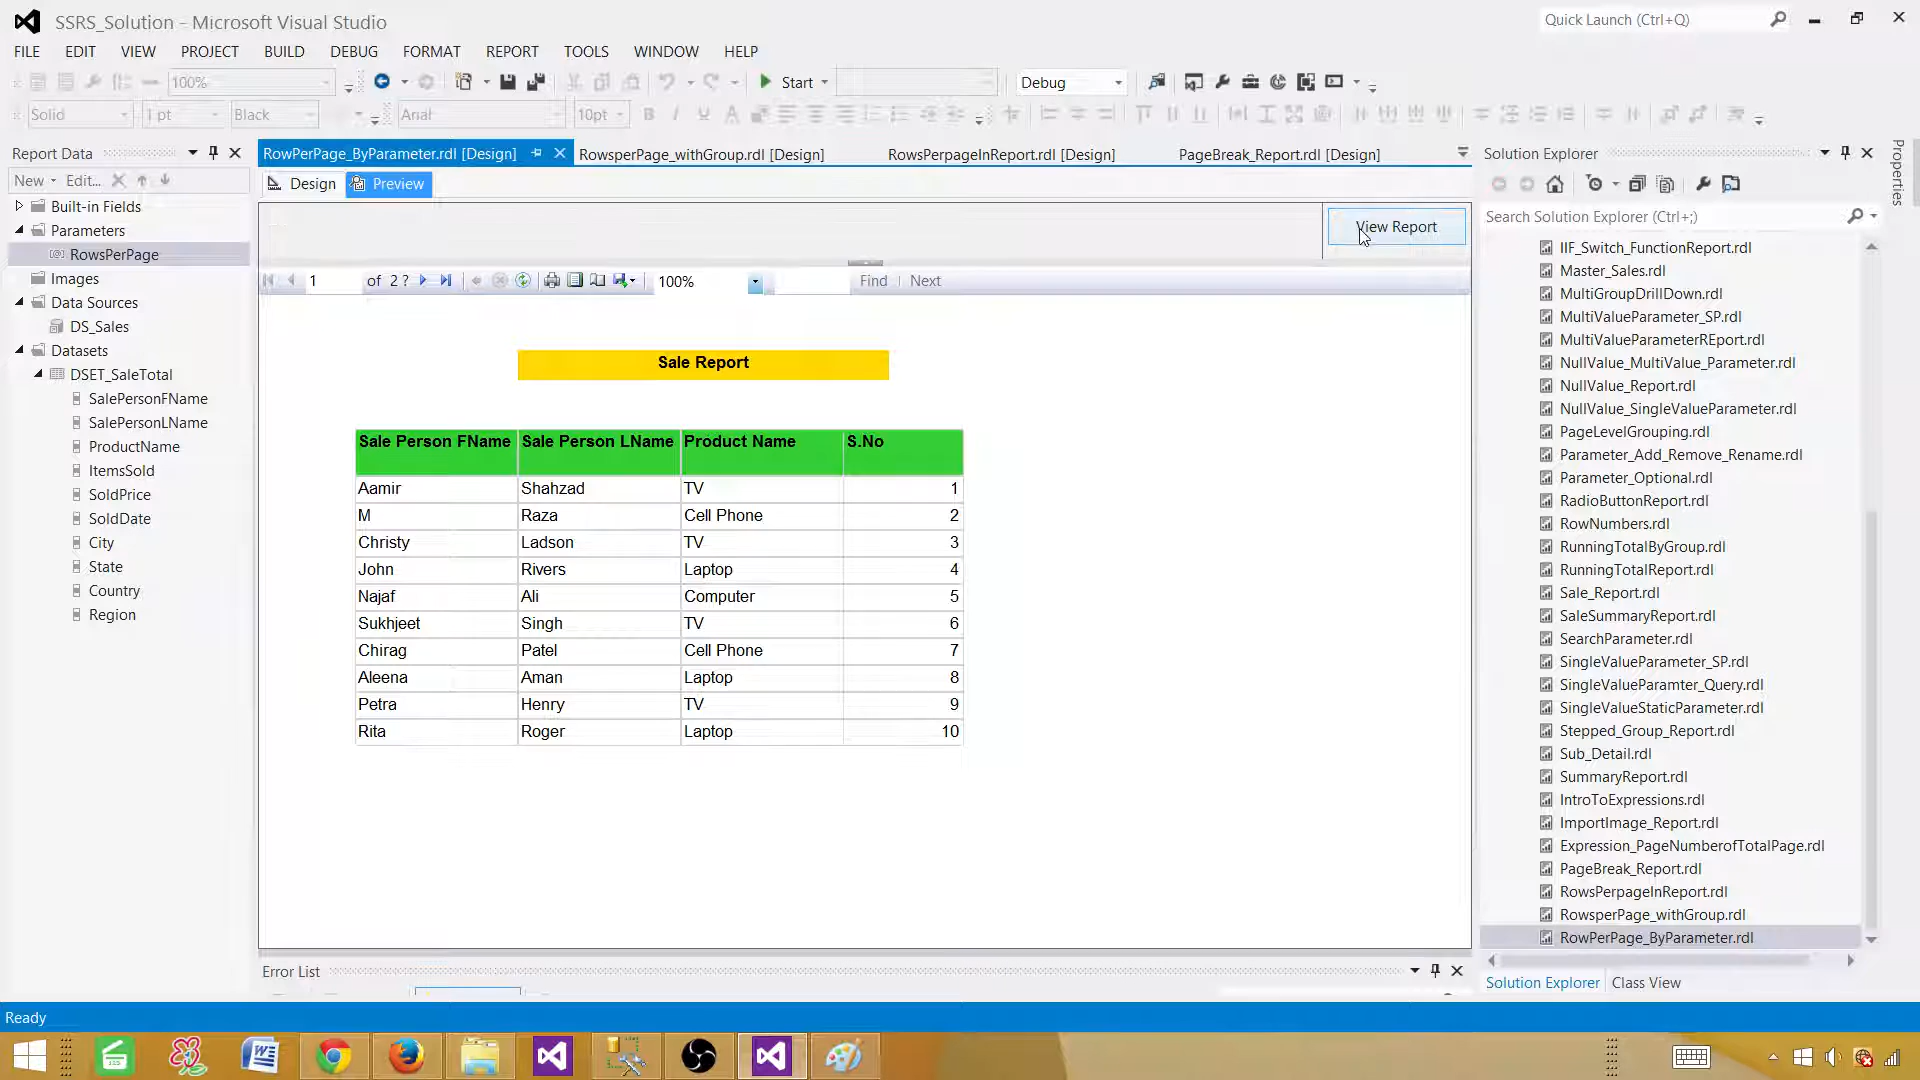 SSRS_Solution - Microsoft Visual Studio
Quick Launch (Ctrl+Q)
FILE EDIT VIEW PROJECT BUILD DEBUG FORMAT REPORT TOOLS WINDOW HELP
100% Start Debug
Solid 1 pt Black Arial 10pt B I U A
Report Data
RowPerPage_ByParameter.rdl [Design] RowsperPage_withGroup.rdl [Design] RowsPerpageInReport.rdl [Design] PageBreak_Report.rdl [Design]
Solution Explorer
Properties
New Edit...
Design Preview
Built-in Fields
Parameters
RowsPerPage
Images
Data Sources
DS_Sales
Datasets
DSET_SaleTotal
SalePersonFName
SalePersonLName
ProductName
ItemsSold
SoldPrice
SoldDate
City
State
Country
Region
View Report
1 of 2 ? 100% Find Next
Sale Report
Sale Person FName Sale Person LName Product Name S.No
Aamir Shahzad TV 1
M Raza Cell Phone 2
Christy Ladson TV 3
John Rivers Laptop 4
Najaf Ali Computer 5
Sukhjeet Singh TV 6
Chirag Patel Cell Phone 7
Aleena Aman Laptop 8
Petra Henry TV 9
Rita Roger Laptop 10
Error List
Search Solution Explorer (Ctrl+;)
IIF_Switch_FunctionReport.rdl
Master_Sales.rdl
MultiGroupDrillDown.rdl
MultiValueParameter_SP.rdl
MultiValueParameterREport.rdl
NullValue_MultiValue_Parameter.rdl
NullValue_Report.rdl
NullValue_SingleValueParameter.rdl
PageLevelGrouping.rdl
Parameter_Add_Remove_Rename.rdl
Parameter_Optional.rdl
RadioButtonReport.rdl
RowNumbers.rdl
RunningTotalByGroup.rdl
RunningTotalReport.rdl
Sale_Report.rdl
SaleSummaryReport.rdl
SearchParameter.rdl
SingleValueParameter_SP.rdl
SingleValueParamter_Query.rdl
SingleValueStaticParameter.rdl
Stepped_Group_Report.rdl
Sub_Detail.rdl
SummaryReport.rdl
IntroToExpressions.rdl
ImportImage_Report.rdl
Expression_PageNumberofTotalPage.rdl
PageBreak_Report.rdl
RowsPerpageInReport.rdl
RowsperPage_withGroup.rdl
RowPerPage_ByParameter.rdl
Solution Explorer Class View
Ready